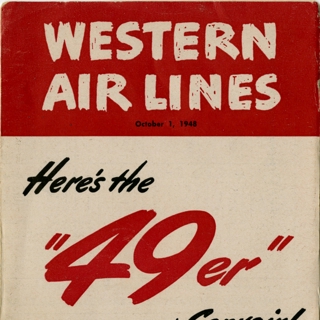 WESTERN
AIR LINES
October 1, 1948
Here's the
"49er"